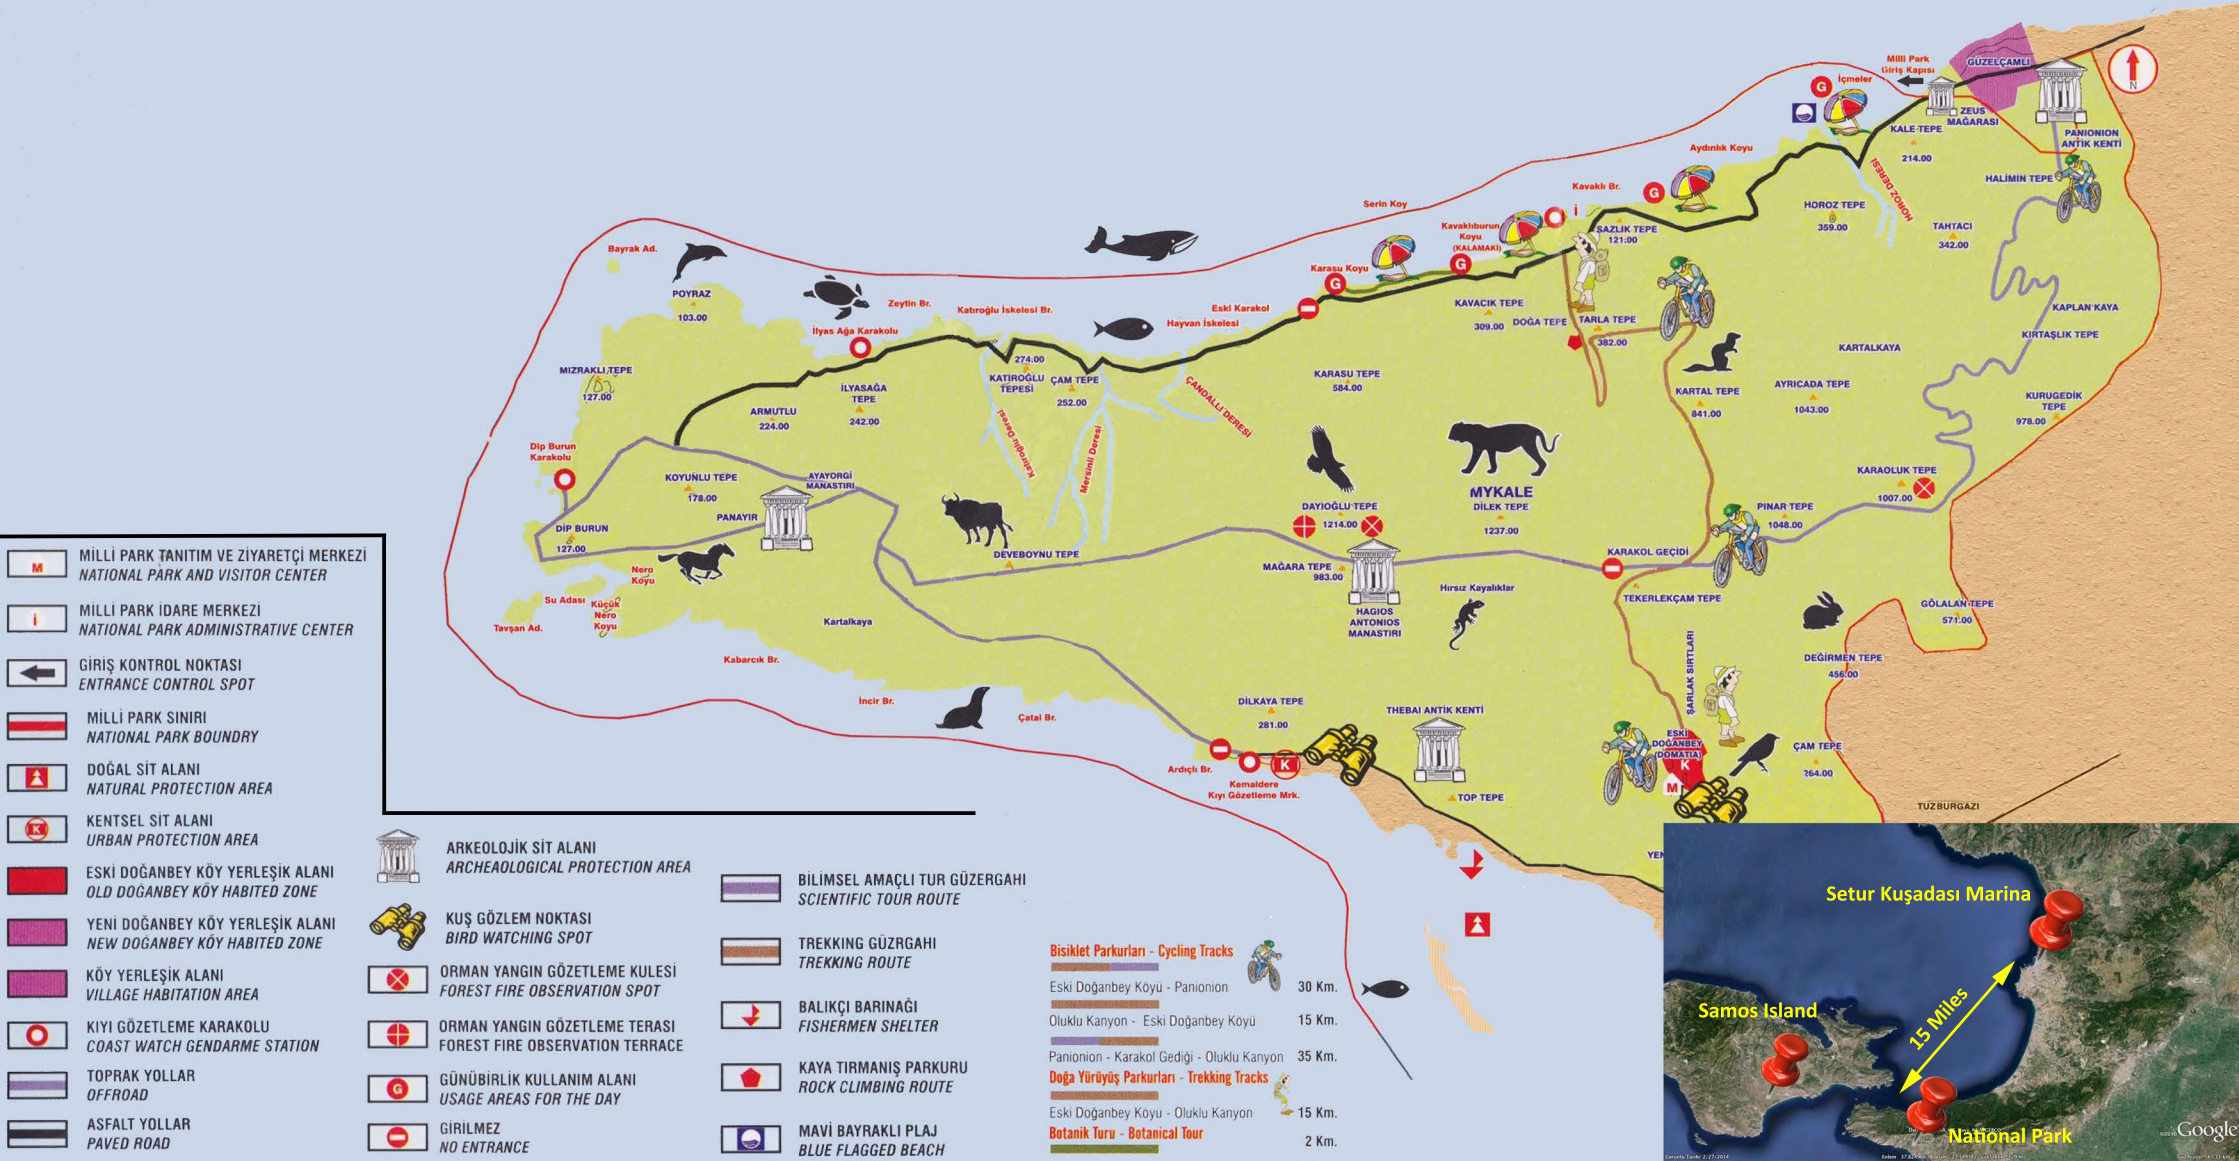 Milli Park
Giriş Kapısı
İçmeler
GÜZELÇAMLI
ZEUS
MAĞARASI
KALE TEPE
214.00
PANIONION
ANTİK KENTİ
N
HALİMIN TEPE
HOROZ DERESI
HOROZ TEPE
359.00
TAHTACI
342.00
Aydınlık Koyu
Kavaklı Br.
G
G
i
SAZLIK TEPE
121.00
Serin Koy
Kavaklıburun
Koyu
(KALAMAKİ)
G
Karasu Koyu
G
Eski Karakol
Hayvan İskelesi
Bayrak Ad.
POYRAZ
103.00
Zeytin Br.
Katıroğlu İskelesi Br.
İlyas Ağa Karakolu
KAVACIK TEPE
309.00
DOĞA TEPE
TARLA TEPE
382.00
KAPLAN KAYA
KIRTAŞLIK TEPE
KARTALKAYA
MIZRAKLI TEPE
127.00
274.00
KATIROĞLU
TEPESİ
ÇAM TEPE
252.00
İLYASAĞA
TEPE
242.00
ARMUTLU
224.00
KARASU TEPE
584.00
ÇANDALLI DERESİ
Katıroğlu Deresi
Mersinli Deresi
KARTAL TEPE
841.00
AYRICADA TEPE
1043.00
KURUGEDİK
TEPE
978.00
Dip Burun
Karakolu
KOYUNLU TEPE
178.00
AYAYORGİ
MANASTIRI
PANAYIR
DİP BURUN
127.00
KARAOLUK TEPE
1007.00
MYKALE
DİLEK TEPE
1237.00
DAYIOĞLU TEPE
1214.00
PINAR TEPE
1048.00
DEVEBOYNU TEPE
MAĞARA TEPE
983.00
KARAKOL GEÇİDİ
Nero
Koyu
Su Adası
Küçük
Nero
Koyu
Tavşan Ad.
Hırsız Kayalıklar
TEKERLEKÇAM TEPE
HAGIOS
ANTONIOS
MANASTIRI
GÖLALAN TEPE
571.00
Kartalkaya
Kabarcık Br.
İncir Br.
Çatal Br.
ŞARLAK SIRTLARI
DEĞİRMEN TEPE
456.00
DİLKAYA TEPE
281.00
THEBAI ANTİK KENTİ
ESKİ
DOĞANBEY
(DOMATIA)
K
M
ÇAM TEPE
264.00
Ardıçlı Br.
K
Kemaldere
Kıyı Gözetleme Mrk.
TOP TEPE
TUZBURGAZI
YEN
M
MİLLİ PARK TANITIM VE ZİYARETÇİ MERKEZİ
NATIONAL PARK AND VISITOR CENTER
i
MİLLİ PARK İDARE MERKEZİ
NATIONAL PARK ADMINISTRATIVE CENTER
GİRİŞ KONTROL NOKTASI
ENTRANCE CONTROL SPOT
MİLLİ PARK SINIRI
NATIONAL PARK BOUNDRY
DOĞAL SİT ALANI
NATURAL PROTECTION AREA
K
KENTSEL SİT ALANI
URBAN PROTECTION AREA
ESKİ DOĞANBEY KÖY YERLEŞİK ALANI
OLD DOĞANBEY KÖY HABITED ZONE
YENİ DOĞANBEY KÖY YERLEŞİK ALANI
NEW DOĞANBEY KÖY HABITED ZONE
KÖY YERLEŞİK ALANI
VILLAGE HABITATION AREA
KIYI GÖZETLEME KARAKOLU
COAST WATCH GENDARME STATION
TOPRAK YOLLAR
OFFROAD
ASFALT YOLLAR
PAVED ROAD
ARKEOLOJİK SİT ALANI
ARCHEAOLOGICAL PROTECTION AREA
KUŞ GÖZLEM NOKTASI
BIRD WATCHING SPOT
ORMAN YANGIN GÖZETLEME KULESİ
FOREST FIRE OBSERVATION SPOT
ORMAN YANGIN GÖZETLEME TERASI
FOREST FIRE OBSERVATION TERRACE
G
GÜNÜBİRLİK KULLANIM ALANI
USAGE AREAS FOR THE DAY
GİRİLMEZ
NO ENTRANCE
BİLİMSEL AMAÇLI TUR GÜZERGAHI
SCIENTIFIC TOUR ROUTE
TREKKING GÜZRGAHI
TREKKING ROUTE
BALIKÇI BARINAĞI
FISHERMEN SHELTER
KAYA TIRMANIŞ PARKURU
ROCK CLIMBING ROUTE
MAVİ BAYRAKLI PLAJ
BLUE FLAGGED BEACH
Bisiklet Parkurları - Cycling Tracks
Eski Doğanbey Köyü - Panionion 30 Km.
Oluklu Kanyon - Eski Doğanbey Köyü 15 Km.
Panionion - Karakol Gediği - Oluklu Kanyon 35 Km.
Doğa Yürüyüş Parkurları - Trekking Tracks
Eski Doğanbey Köyü - Oluklu Kanyon 15 Km.
Botanik Turu - Botanical Tour
2 Km.
Setur Kuşadası Marina
Samos Island
15 Miles
National Park
Google